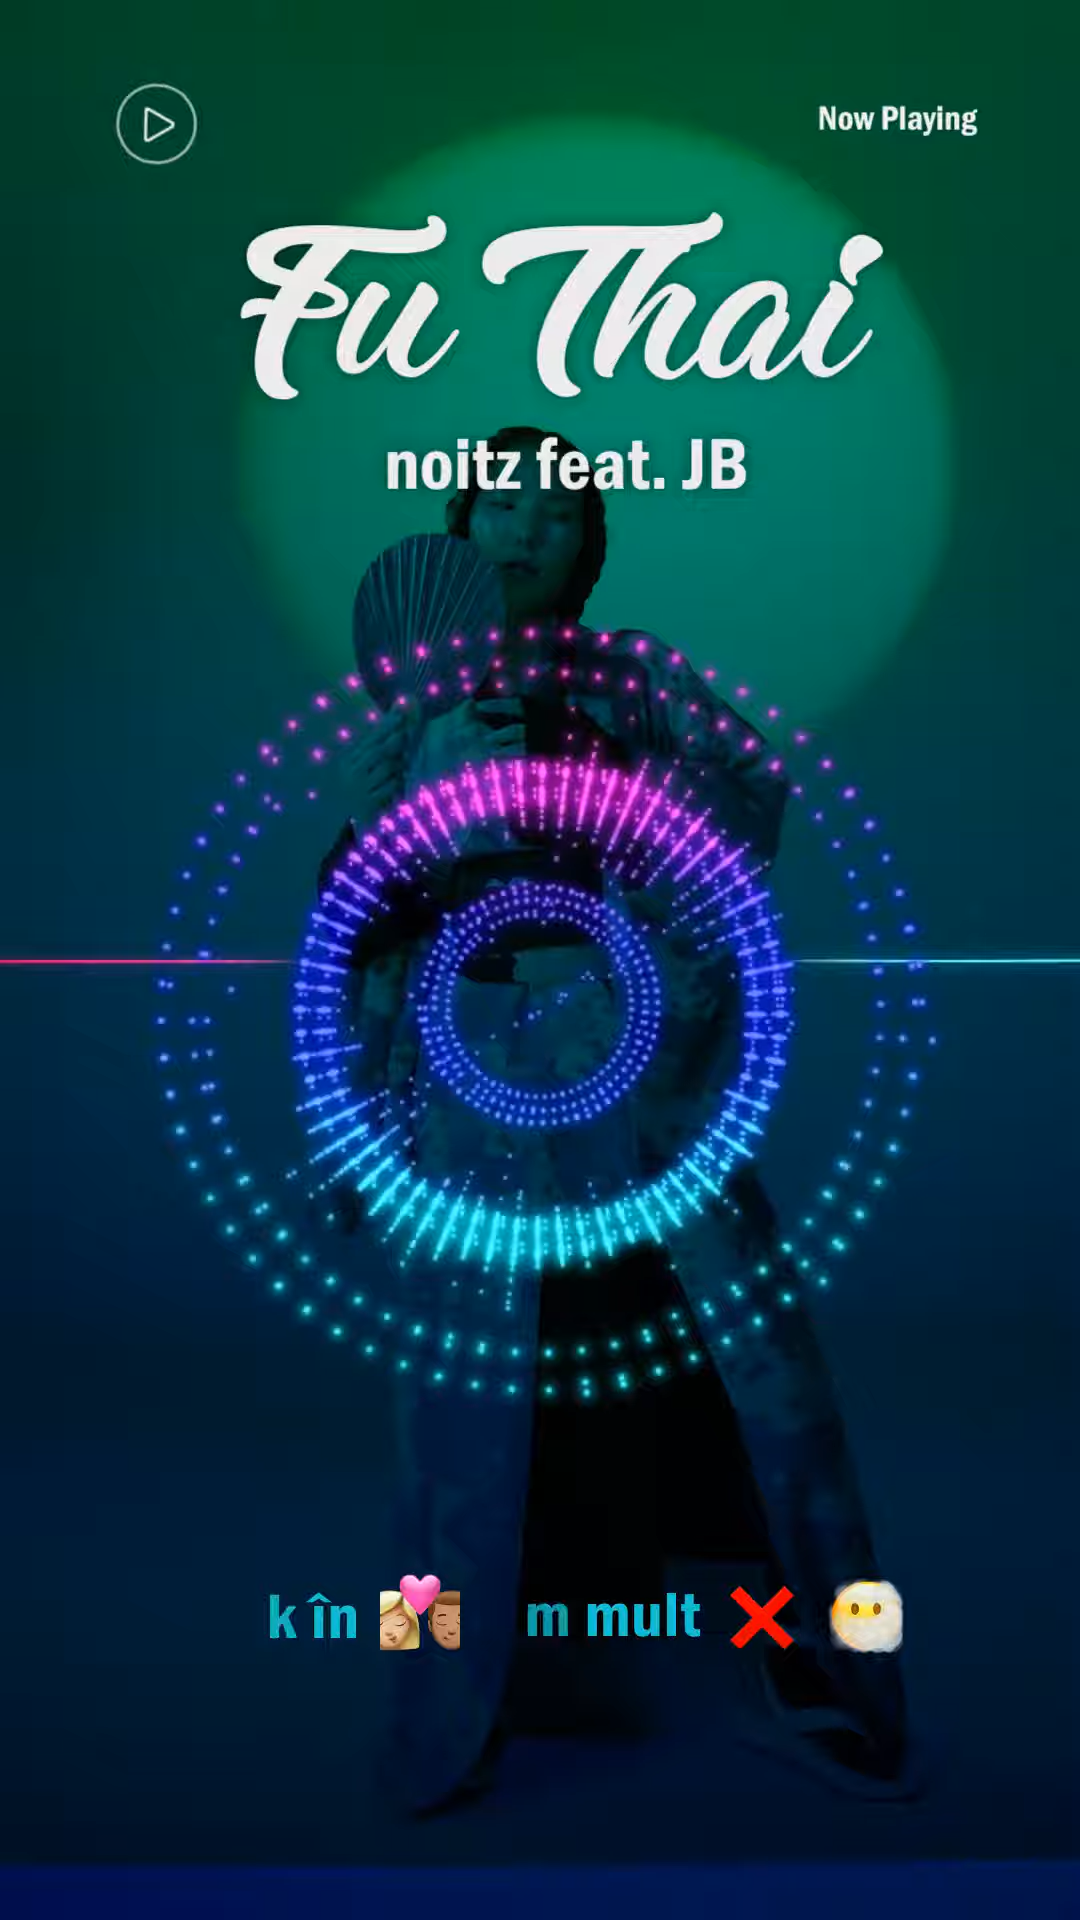 Now Playing
Fu Thai
noitz feat. JB
k în 💏 m mult ❌ 😶